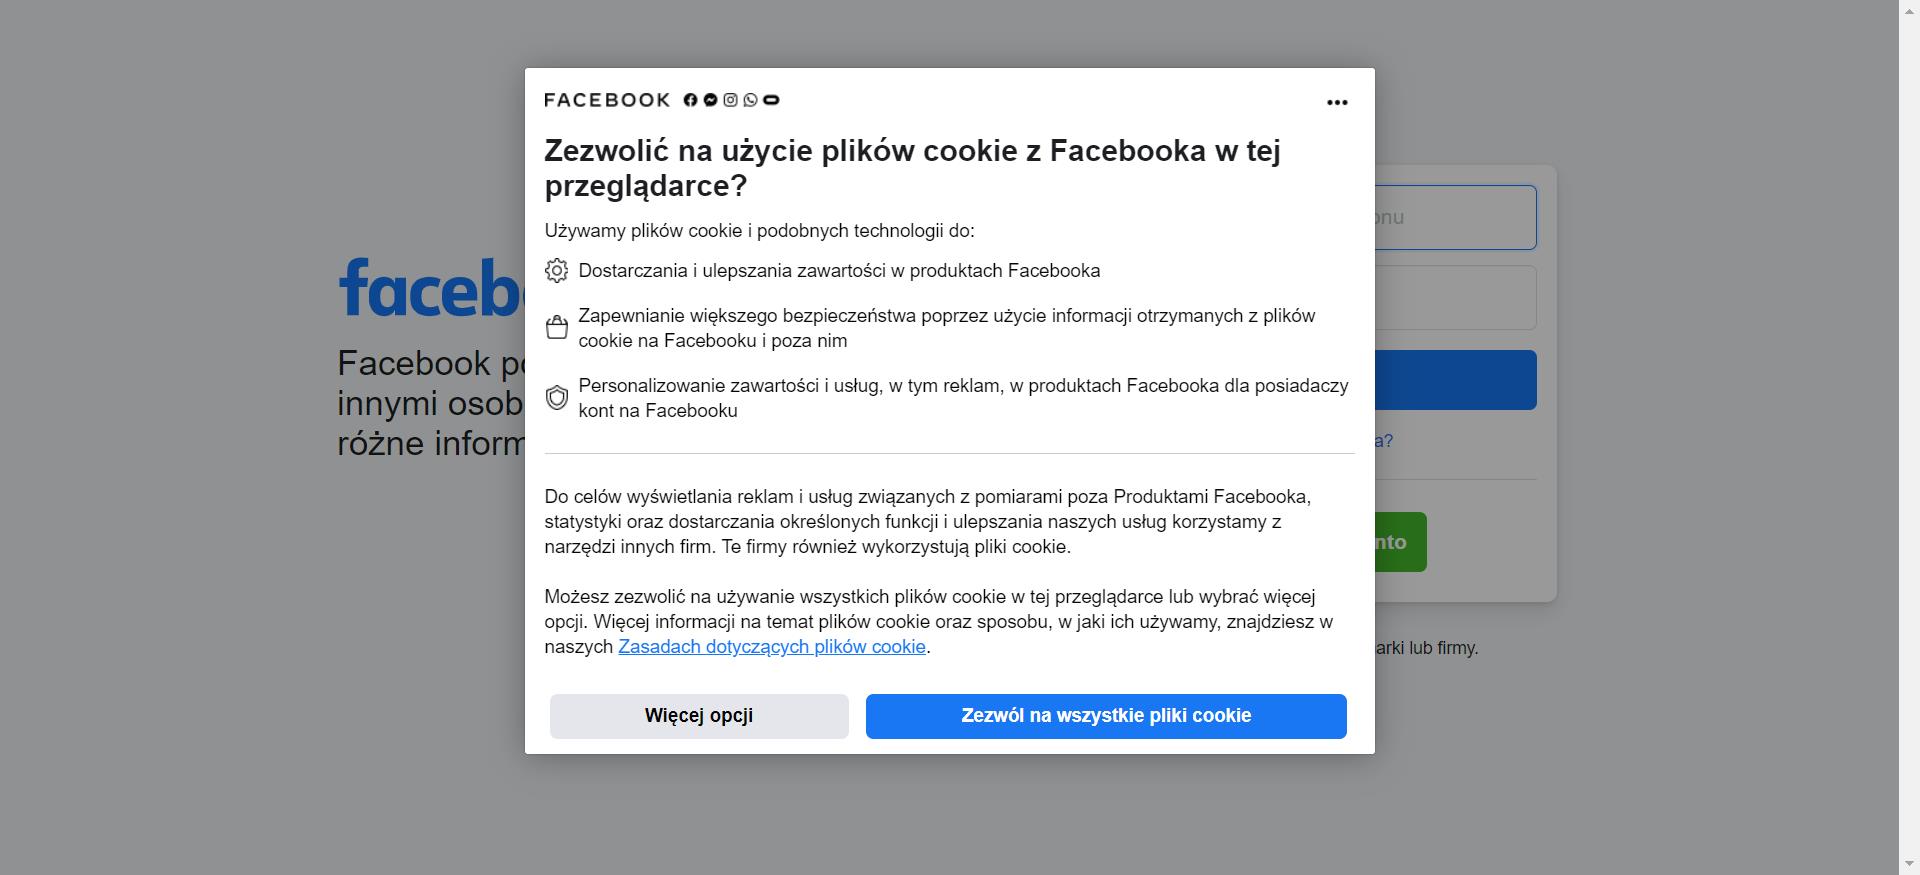 FACEBOOK
Zezwolić na użycie plików cookie z Facebooka w tej
przeglądarce?
Używamy plików cookie i podobnych technologii do:
Dostarczania i ulepszania zawartości w produktach Facebooka
Zapewnianie większego bezpieczeństwa poprzez użycie informacji otrzymanych z plików
cookie na Facebooku i poza nim
Personalizowanie zawartości i usług, w tym reklam, w produktach Facebooka dla posiadaczy
kont na Facebooku
Do celów wyświetlania reklam i usług związanych z pomiarami poza Produktami Facebooka,
statystyki oraz dostarczania określonych funkcji i ulepszania naszych usług korzystamy z
narzędzi innych firm. Te firmy również wykorzystują pliki cookie.
Możesz zezwolić na używanie wszystkich plików cookie w tej przeglądarce lub wybrać więcej
opcji. Więcej informacji na temat plików cookie oraz sposobu, w jaki ich używamy, znajdziesz w
naszych Zasadach dotyczących plików cookie.
Więcej opcji
Zezwól na wszystkie pliki cookie
faceb
Facebook po
innymi osob
różne inform
onu
a?
nto
arki lub firmy.